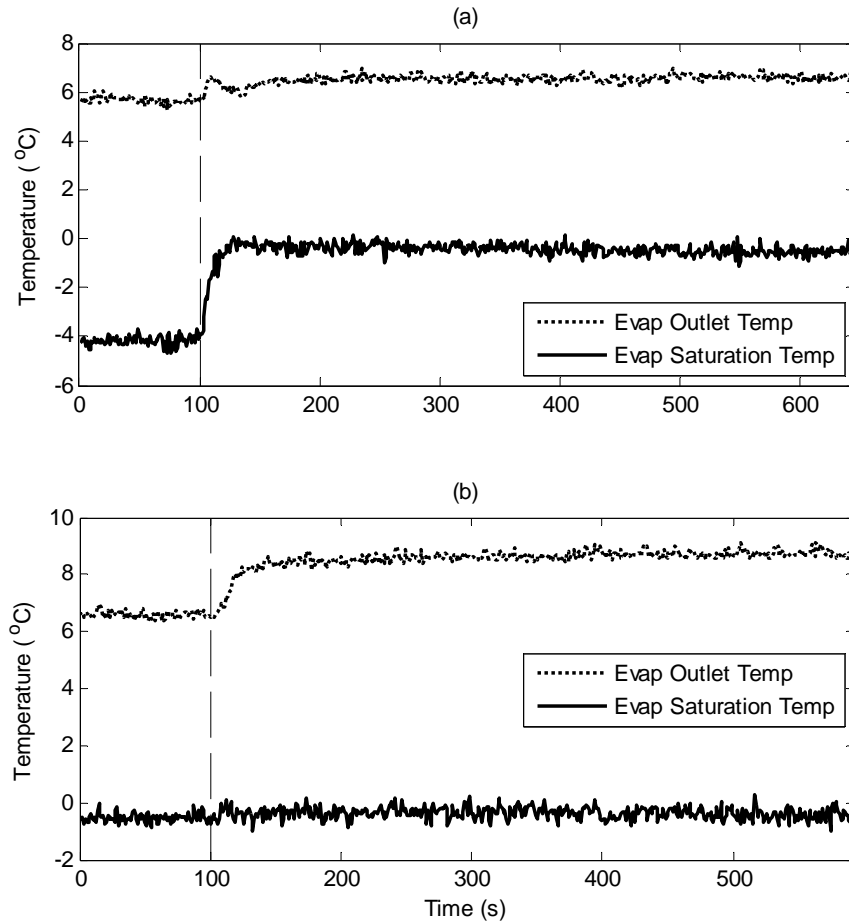 (a)
8
6
4
2
0
-2
-4
-6
Temperature ( °C)
Evap Outlet Temp
Evap Saturation Temp
0 100 200 300 400 500 600
(b)
10
8
6
4
2
0
-2
Temperature ( °C)
Evap Outlet Temp
Evap Saturation Temp
0 100 200 300 400 500
Time (s)